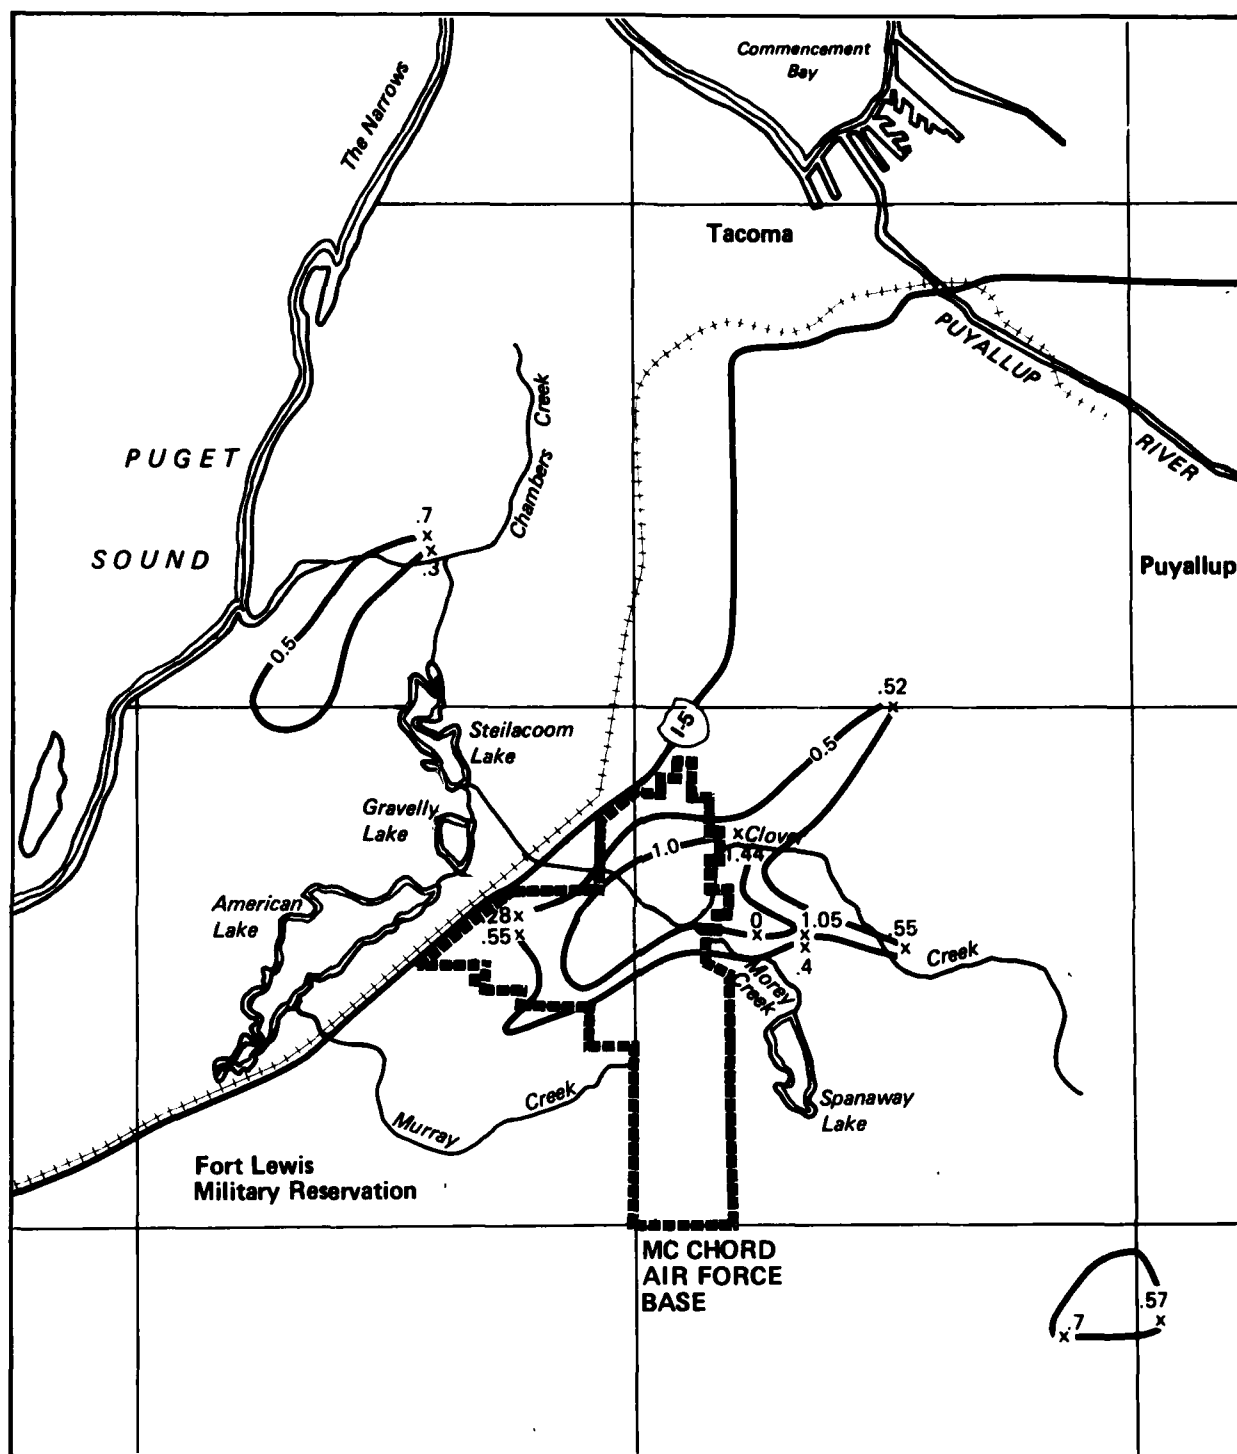 Commencement
Bay
The Narrows
Tacoma
PUYALLUP
RIVER
Chambers Creek
PUGET
SOUND
.7
.3
Puyallup
0.5
.52
I-5
Steilacoom
Lake
0.5
Gravelly
Lake
1.0
Clover
1.44
American
Lake
.28
.55
0
1.05
.55
.4
Creek
Morey
Creek
Spanaway
Lake
Creek
Murray
Fort Lewis
Military Reservation
MC CHORD
AIR FORCE
BASE
.57
.7